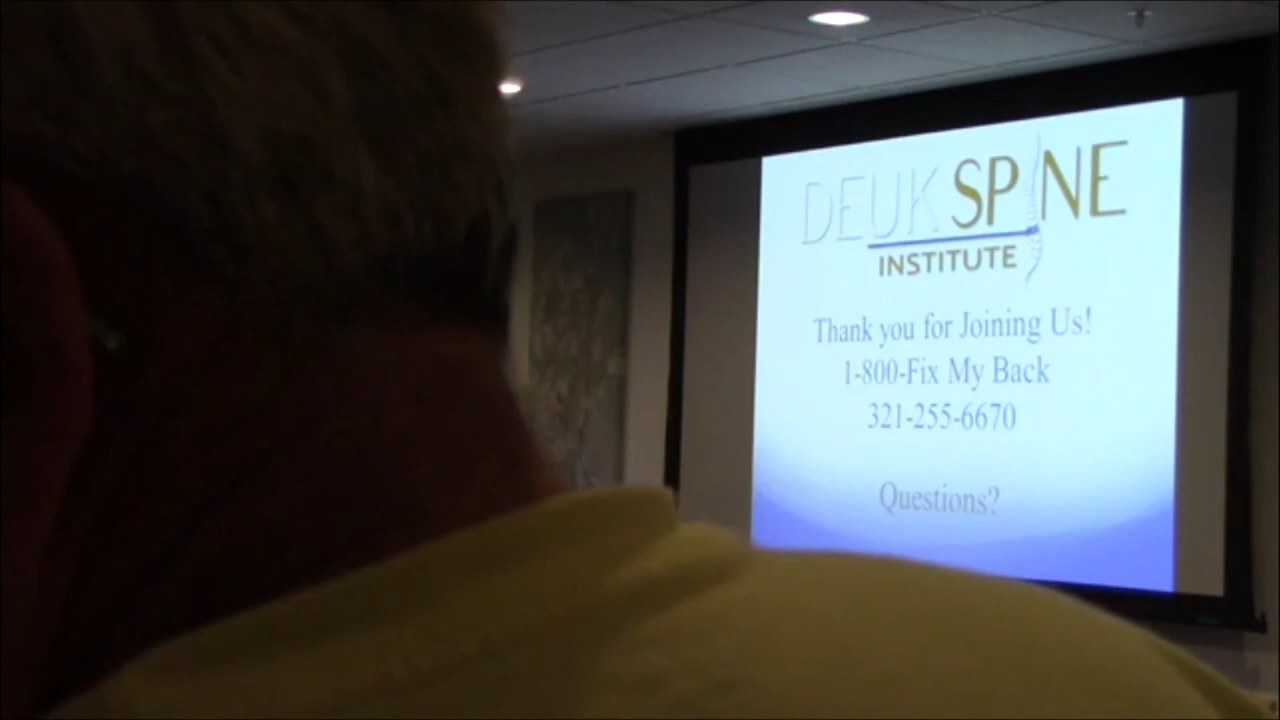 DEUK SPINE
INSTITUTE
Thank you for Joining Us!
1-800-Fix My Back
321-255-6670
Questions?